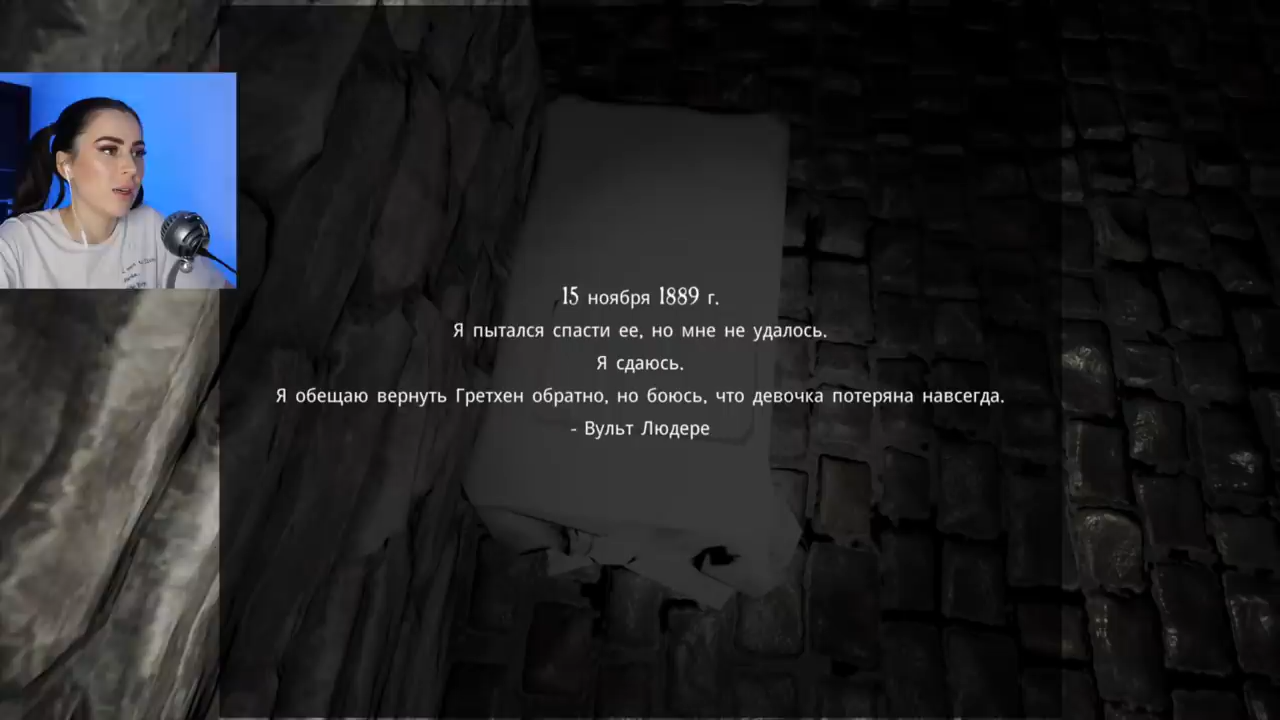 15 ноября 1889 г.
Я пытался спасти ее, но мне не удалось.
Я сдаюсь.
Я обещаю вернуть Гретхен обратно, но боюсь, что девочка потеряна навсегда.
- Вульт Людере